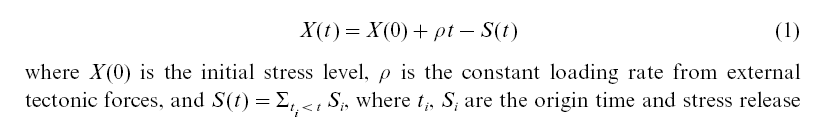 X(t) = X(0) + ρt − S(t) (1)
where X(0) is the initial stress level, ρ is the constant loading rate from external
tectonic forces, and S(t) = Σ_{t_i < t} S_i, where t_i, S_i are the origin time and stress release